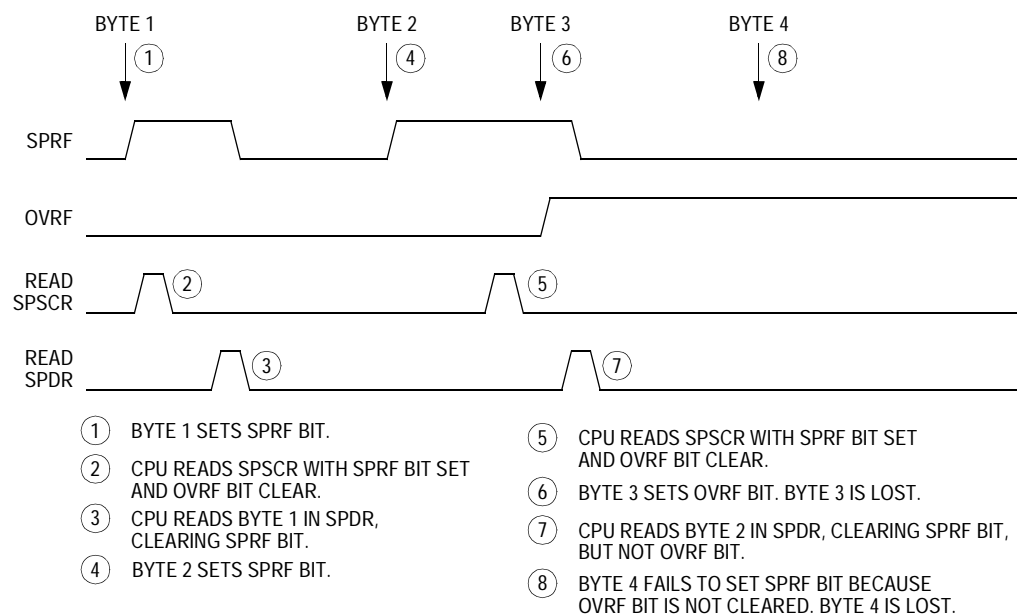 BYTE 1 BYTE 2 BYTE 3 BYTE 4
1 4 6 8
SPRF
OVRF
READ
SPSCR
2 5
READ
SPDR
3 7
1 BYTE 1 SETS SPRF BIT.
2 CPU READS SPSCR WITH SPRF BIT SET
AND OVRF BIT CLEAR.
3 CPU READS BYTE 1 IN SPDR,
CLEARING SPRF BIT.
4 BYTE 2 SETS SPRF BIT.
5 CPU READS SPSCR WITH SPRF BIT SET
AND OVRF BIT CLEAR.
6 BYTE 3 SETS OVRF BIT. BYTE 3 IS LOST.
7 CPU READS BYTE 2 IN SPDR, CLEARING SPRF BIT,
BUT NOT OVRF BIT.
8 BYTE 4 FAILS TO SET SPRF BIT BECAUSE
OVRF BIT IS NOT CLEARED. BYTE 4 IS LOST.